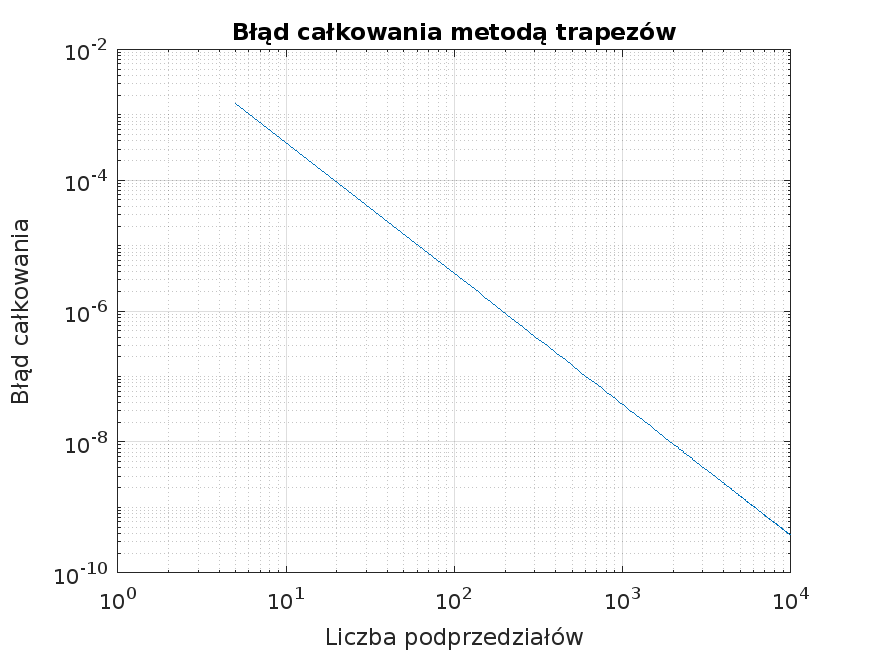 Błąd całkowania metodą trapezów
Błąd całkowania
10^-2
10^-4
10^-6
10^-8
10^-10
10^0 10^1 10^2 10^3 10^4
Liczba podprzedziałów